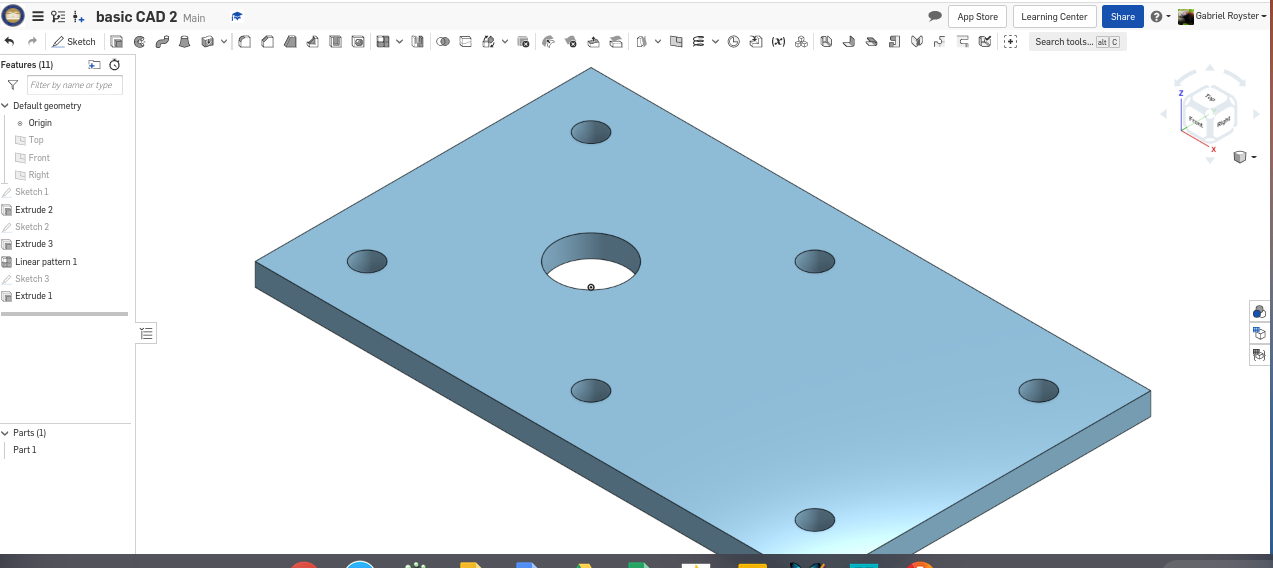 basic CAD 2 Main
App Store
Learning Center
Share
Gabriel Royster
Sketch
(x)
Search tools... alt C
Features (11)
Filter by name or type
Default geometry
Origin
Top
Front
Right
Sketch 1
Extrude 2
Sketch 2
Extrude 3
Linear pattern 1
Sketch 3
Extrude 1
Parts (1)
Part 1
Z
Top
Front
Right
X